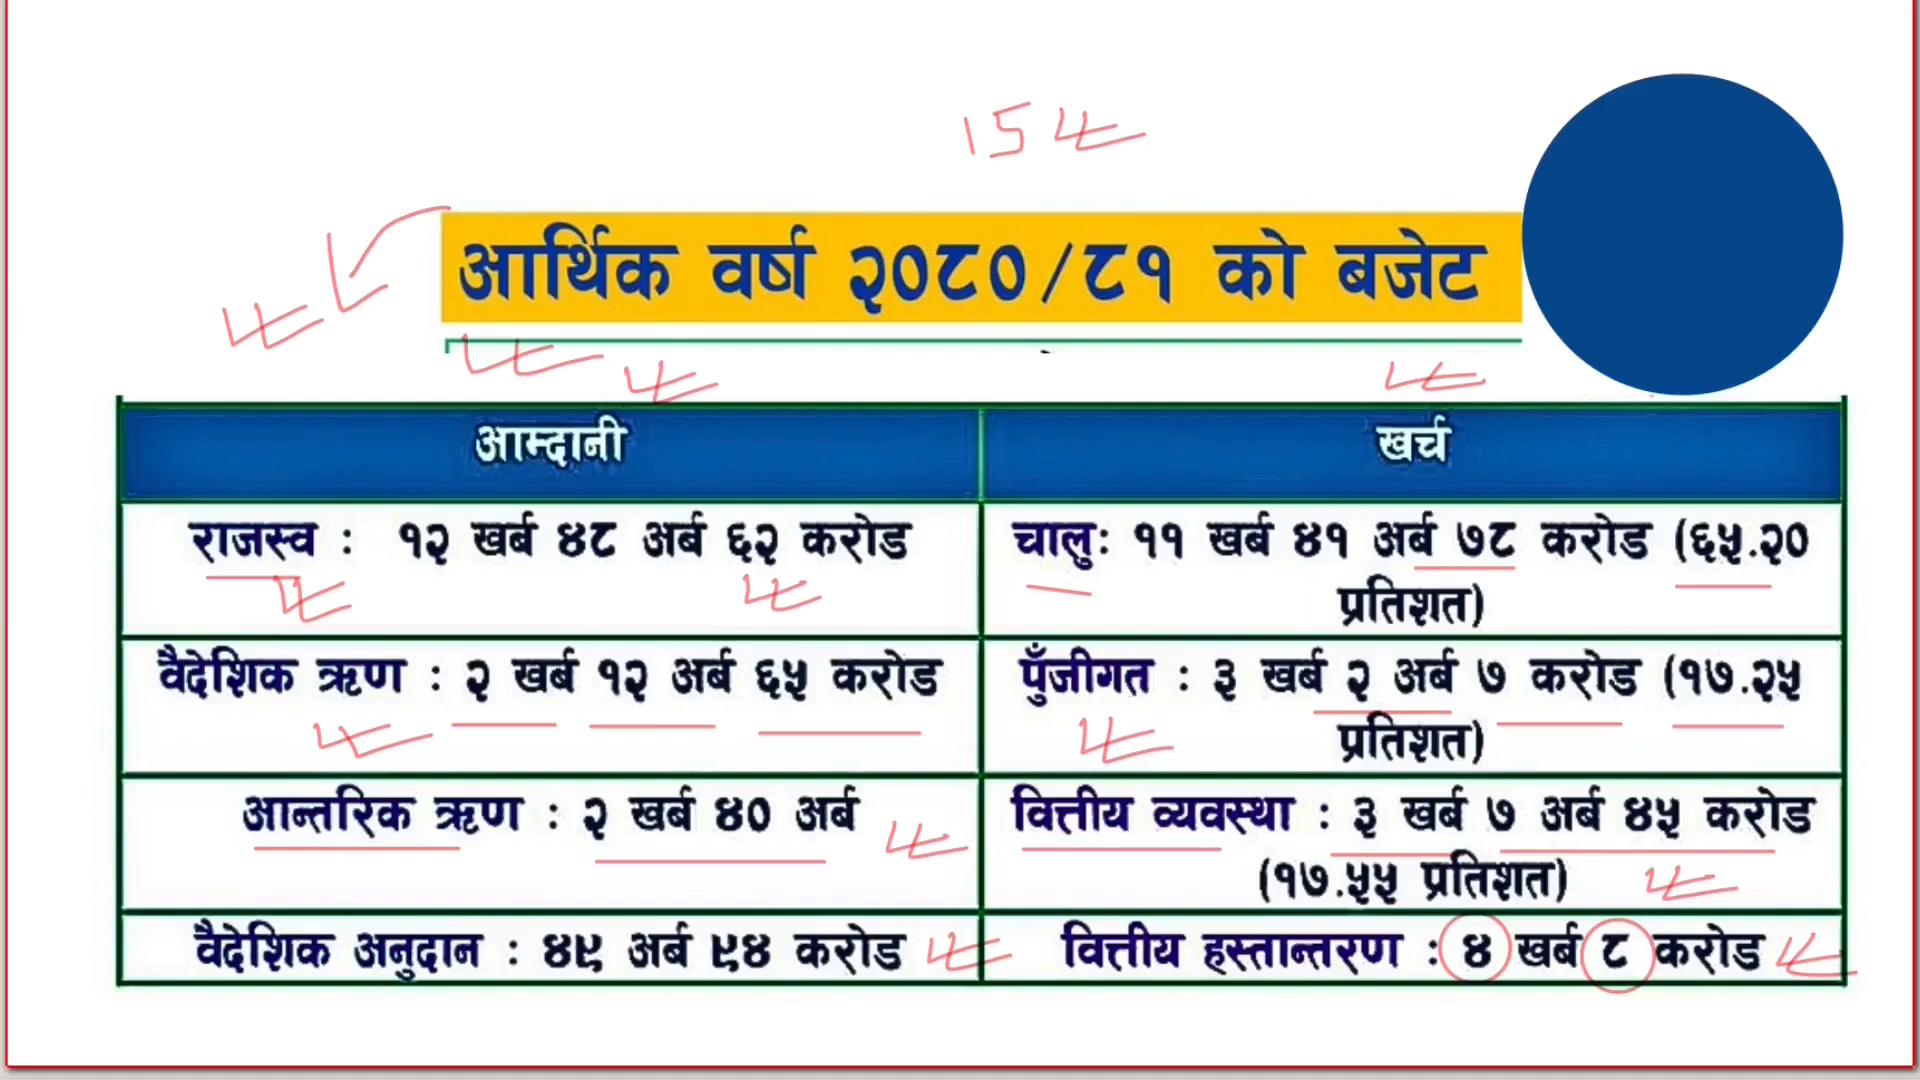 15
आर्थिक वर्ष २०८०/८१ को बजेट
आम्दानी
खर्च
राजस्व : १२ खर्ब ४८ अर्ब ६२ करोड
चालु: ११ खर्ब ४१ अर्ब ७८ करोड (६५.२०
प्रतिशत)
वैदेशिक ऋण : २ खर्ब १२ अर्ब ६५ करोड
पुँजीगत : ३ खर्ब २ अर्ब ७ करोड (१७.२५
प्रतिशत)
आन्तरिक ऋण : २ खर्ब ४० अर्ब
वित्तीय व्यवस्था : ३ खर्ब ७ अर्ब ४५ करोड
(१७.५५ प्रतिशत)
वैदेशिक अनुदान : ४९ अर्ब ९४ करोड
वित्तीय हस्तान्तरण : ४ खर्ब ८ करोड